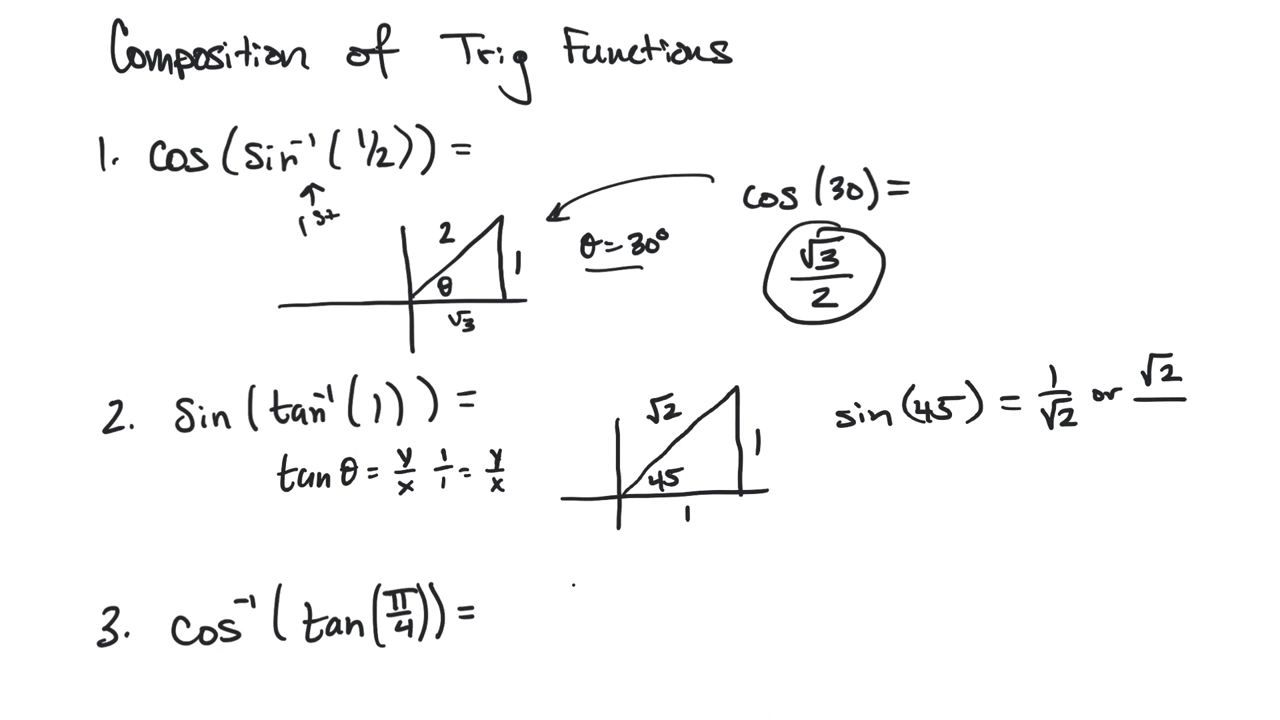 Composition of Trig Functions
1. cos(sin⁻¹(1/2)) =
↑
1st
2
θ
1
√3
θ = 30°
cos(30) =
√3/2
2. Sin(tan⁻¹(1)) =
tan θ = y/x 1/1 = y/x
√2
45
1
1
sin(45) = 1/√2 or √2
3. cos⁻¹(tan(π/4)) =